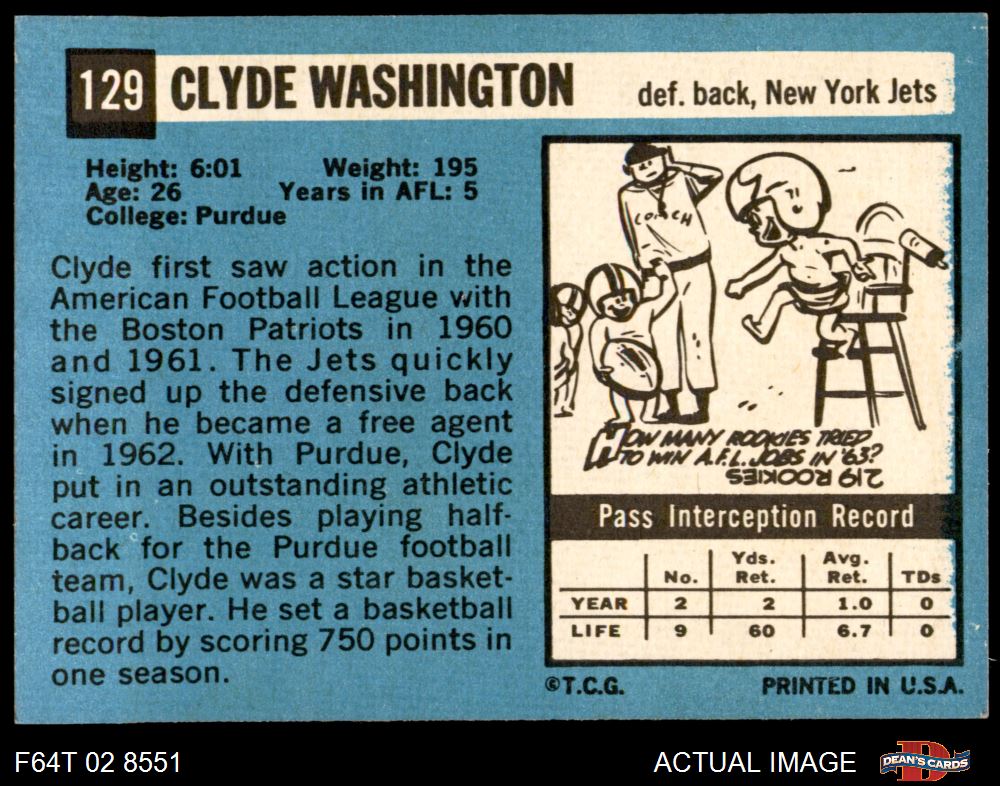 129 CLYDE WASHINGTON def. back, New York Jets
Height: 6:01 Weight: 195
Age: 26 Years in AFL: 5
College: Purdue
Clyde first saw action in the
American Football League with
the Boston Patriots in 1960
and 1961. The Jets quickly
signed up the defensive back
when he became a free agent
in 1962. With Purdue, Clyde
put in an outstanding athletic
career. Besides playing half-
back for the Purdue football
team, Clyde was a star basket-
ball player. He set a basketball
record by scoring 750 points in
one season.
COACH
HOW MANY ROOKIES TRIED
TO WIN A.F.L. JOBS IN '63?
219 ROOKIES
Pass Interception Record
No. Yds. Ret. Avg. Ret. TDs
YEAR 2 2 1.0 0
LIFE 9 60 6.7 0
©T.C.G. PRINTED IN U.S.A.
F64T 02 8551 ACTUAL IMAGE DEAN'S CARDS